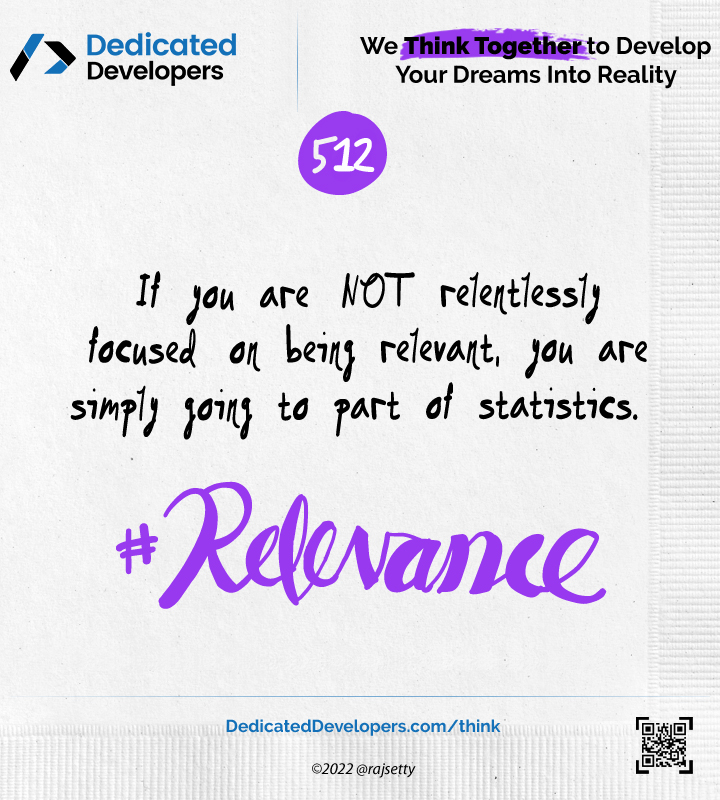 Dedicated
Developers
We Think Together to Develop
Your Dreams Into Reality
512
If you are NOT relentlessly
focused on being relevant, you are
simply going to part of statistics.
#Relevance
DedicatedDevelopers.com/think
©2022 @rajsetty